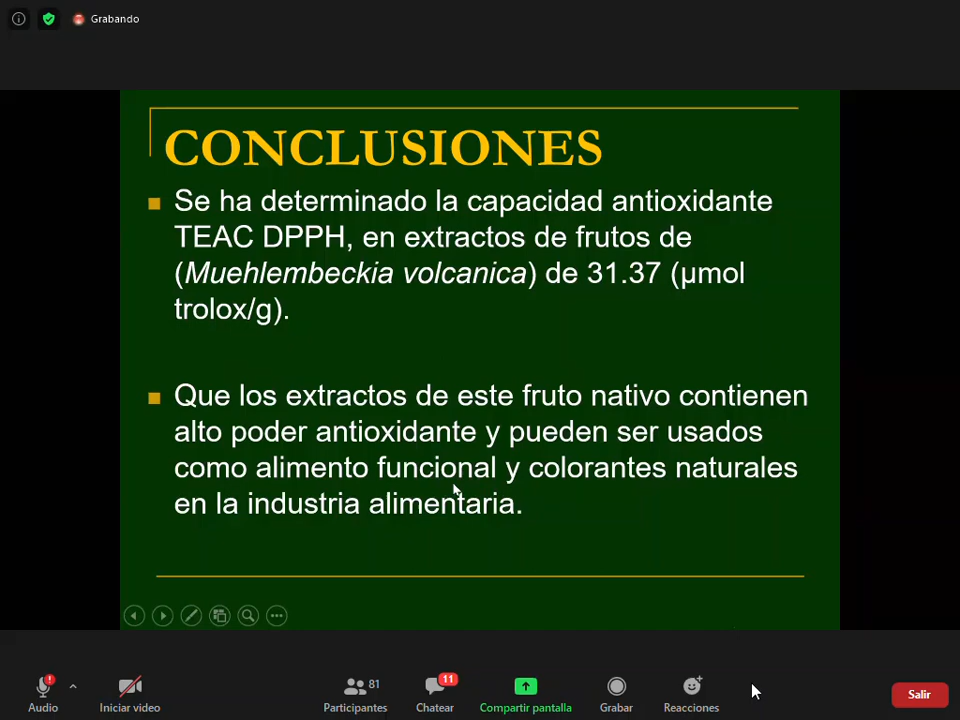 Grabando
CONCLUSIONES
Se ha determinado la capacidad antioxidante
TEAC DPPH, en extractos de frutos de
(Muehlembeckia volcanica) de 31.37 (µmol
trolox/g).
Que los extractos de este fruto nativo contienen
alto poder antioxidante y pueden ser usados
como alimento funcional y colorantes naturales
en la industria alimentaria.
81
11
Audio
Iniciar video
Participantes
Chatear
Compartir pantalla
Grabar
Reacciones
Salir